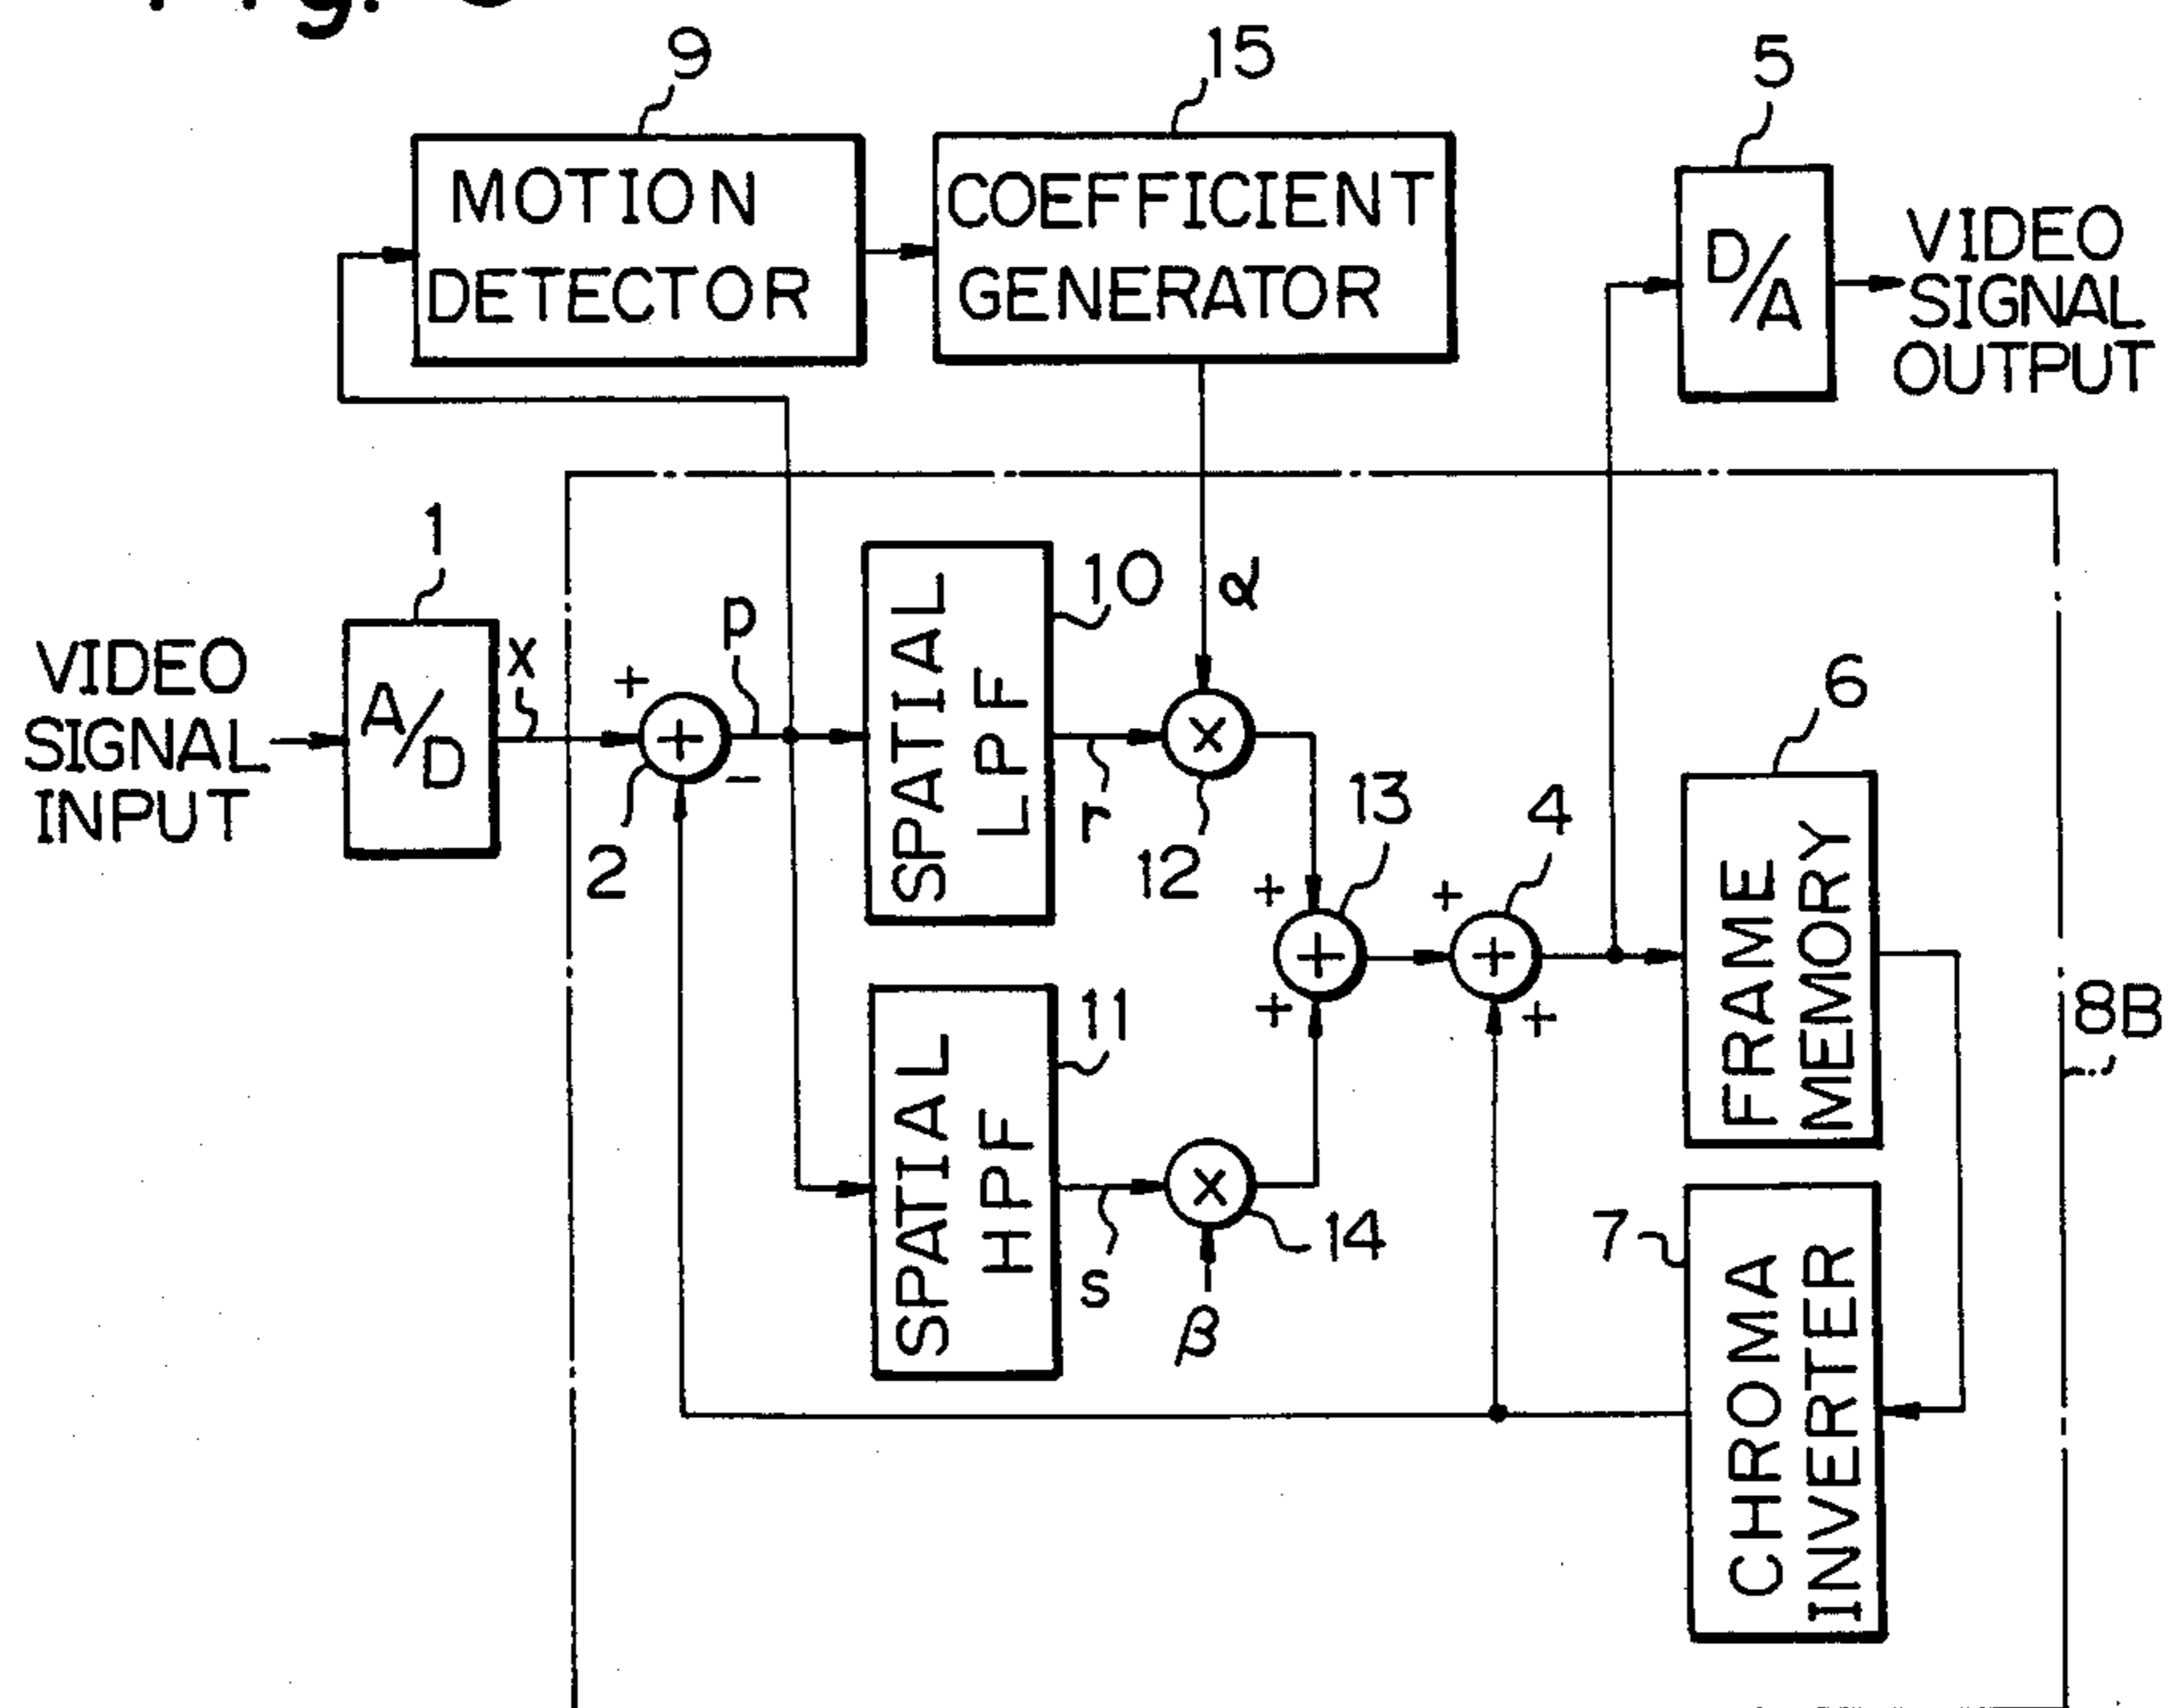 9
15
5
MOTION
DETECTOR
COEFFICIENT
GENERATOR
D/A
VIDEO
SIGNAL
OUTPUT
1
VIDEO
SIGNAL
INPUT
A/D
x
+
2
−
p
SPATIAL
LPF
10
r
α
×
12
13
+
+
+
4
+
+
+
+
6
FRAME
MEMORY
8B
SPATIAL
HPF
11
s
×
14
β
7
CHROMA
INVERTER